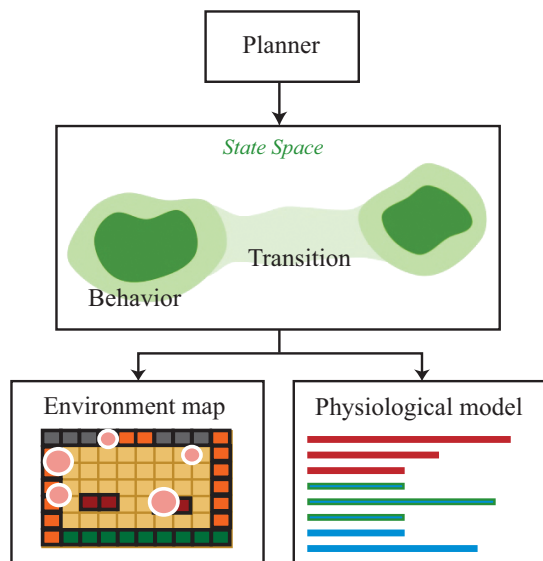 Planner
State Space
Transition
Behavior
Environment map
Physiological model